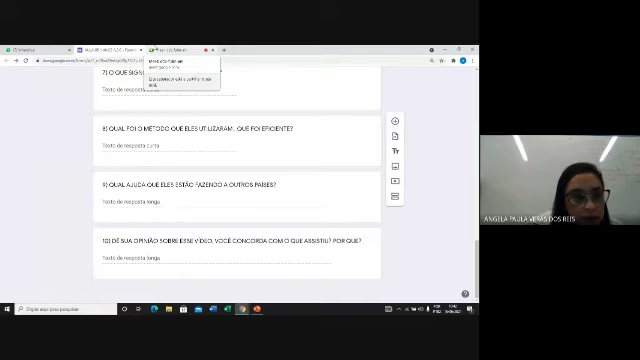 7) O QUE SIGN
Texto de resposta
8) QUAL FOI O METODO QUE ELES UTILIZARAM , QUE FOI EFICIENTE?
Texto de resposta curta
9) QUAL AJUDA QUE ELES ESTÃO FAZENDO A OUTROS PAÍSES?
Texto de resposta longa
10) DÊ SUA OPINIÃO SOBRE ESSE VÍDEO, VOCÊ CONCORDA COM O QUE ASSISTIU? POR QUE?
Texto de resposta longa
Tт
ANGELA PAULA VERAS DOS REIS
Digite aqui para pesquisar